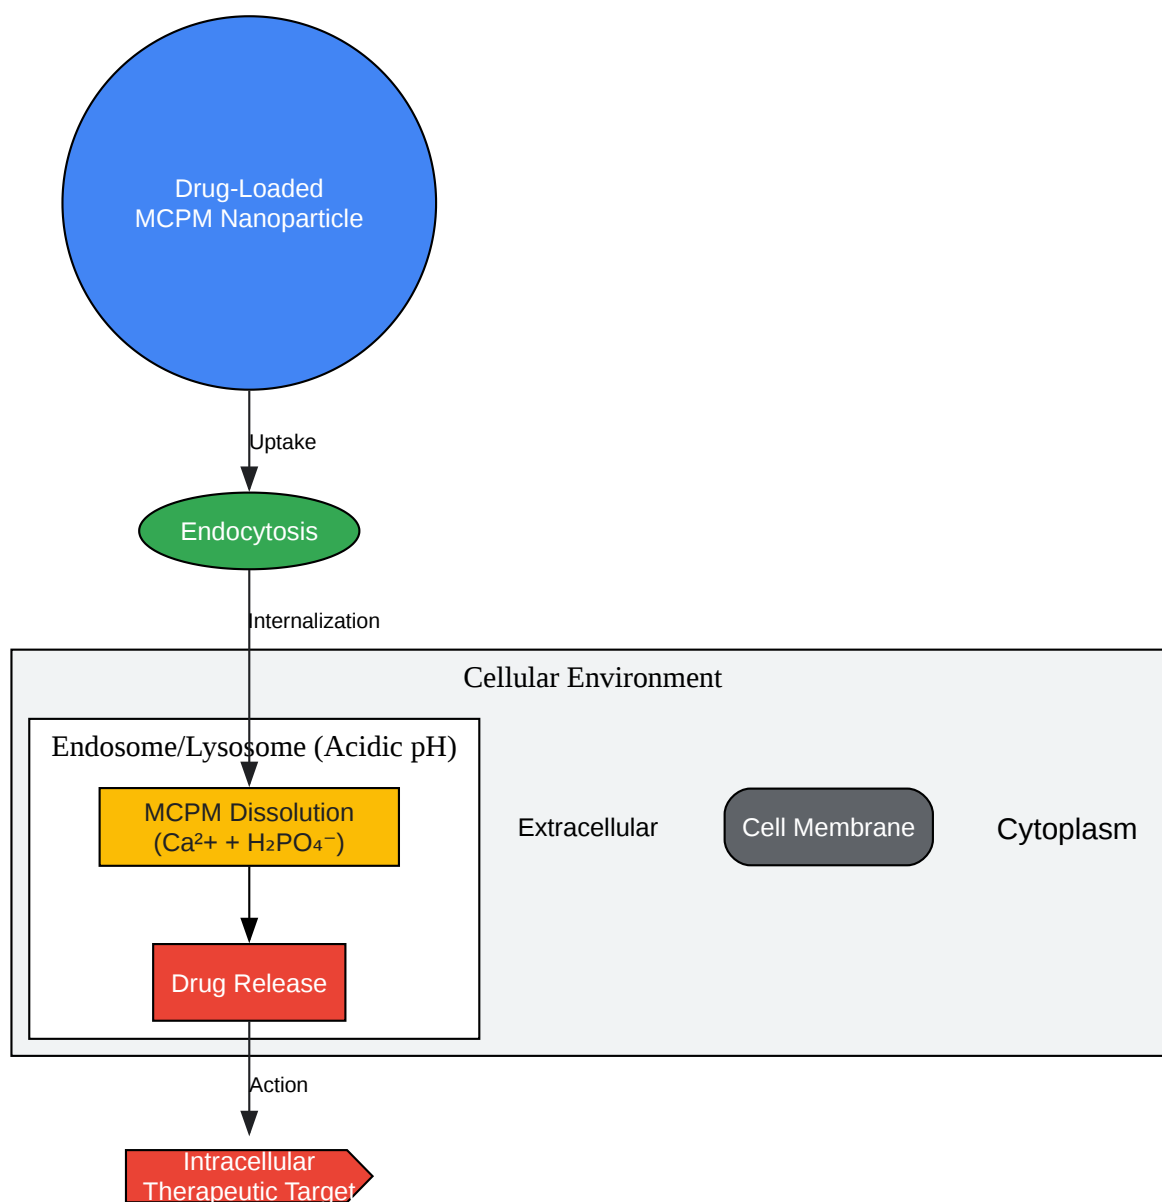 Drug-Loaded
MCPM Nanoparticle
Uptake
Endocytosis
Internalization
Cellular Environment
Endosome/Lysosome (Acidic pH)
MCPM Dissolution
(Ca²+ + H₂PO₄⁻)
Extracellular
Cell Membrane
Cytoplasm
Drug Release
Action
Intracellular
Therapeutic Target